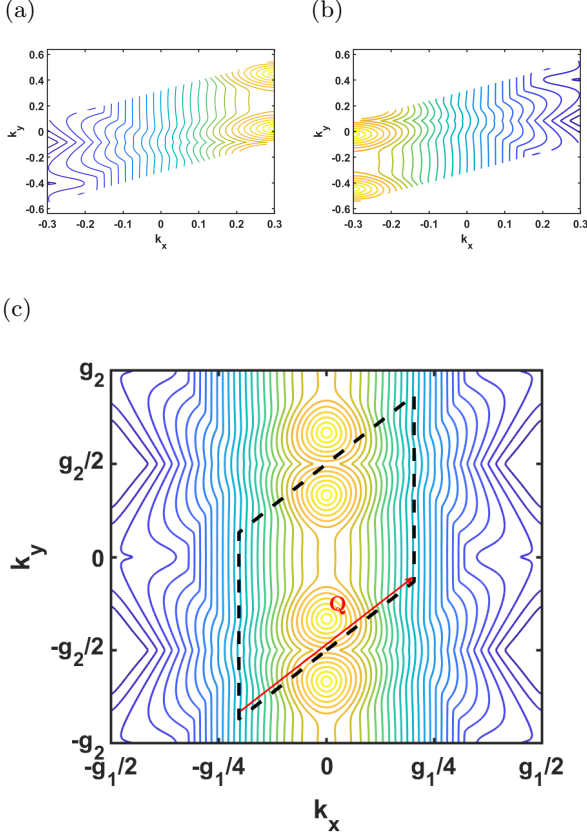 (a)
(b)
0.6
0.4
0.2
0
-0.2
-0.4
-0.6
k_y
-0.3 -0.2 -0.1 0 0.1 0.2 0.3
k_x
0.6
0.4
0.2
0
-0.2
-0.4
-0.6
k_y
-0.3 -0.2 -0.1 0 0.1 0.2 0.3
k_x
(c)
g_2
g_2/2
0
-g_2/2
-g_2
k_y
Q
-g_1/2 -g_1/4 0 g_1/4 g_1/2
k_x